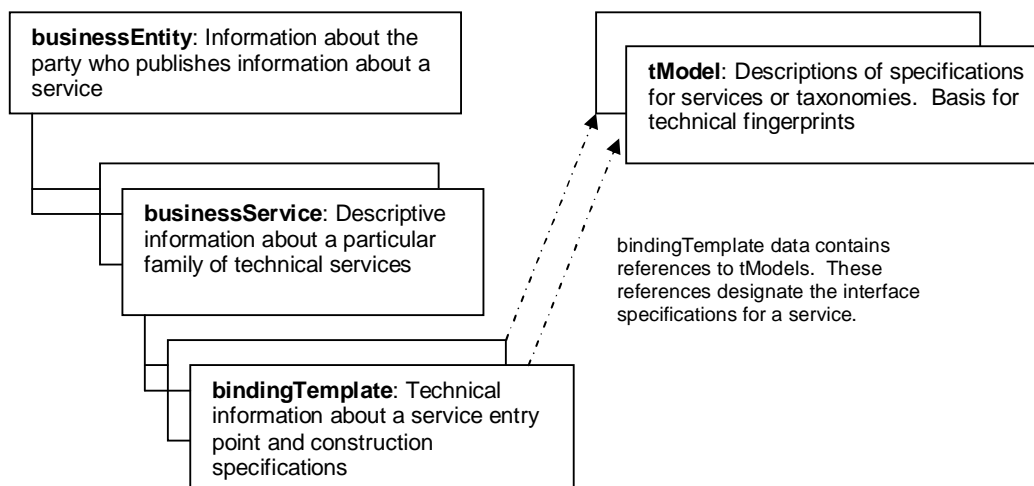 businessEntity: Information about the
party who publishes information about a
service
tModel: Descriptions of specifications
for services or taxonomies.  Basis for
technical fingerprints
businessService: Descriptive
information about a particular
family of technical services
bindingTemplate data contains
references to tModels.  These
references designate the interface
specifications for a service.
bindingTemplate: Technical
information about a service entry
point and construction
specifications